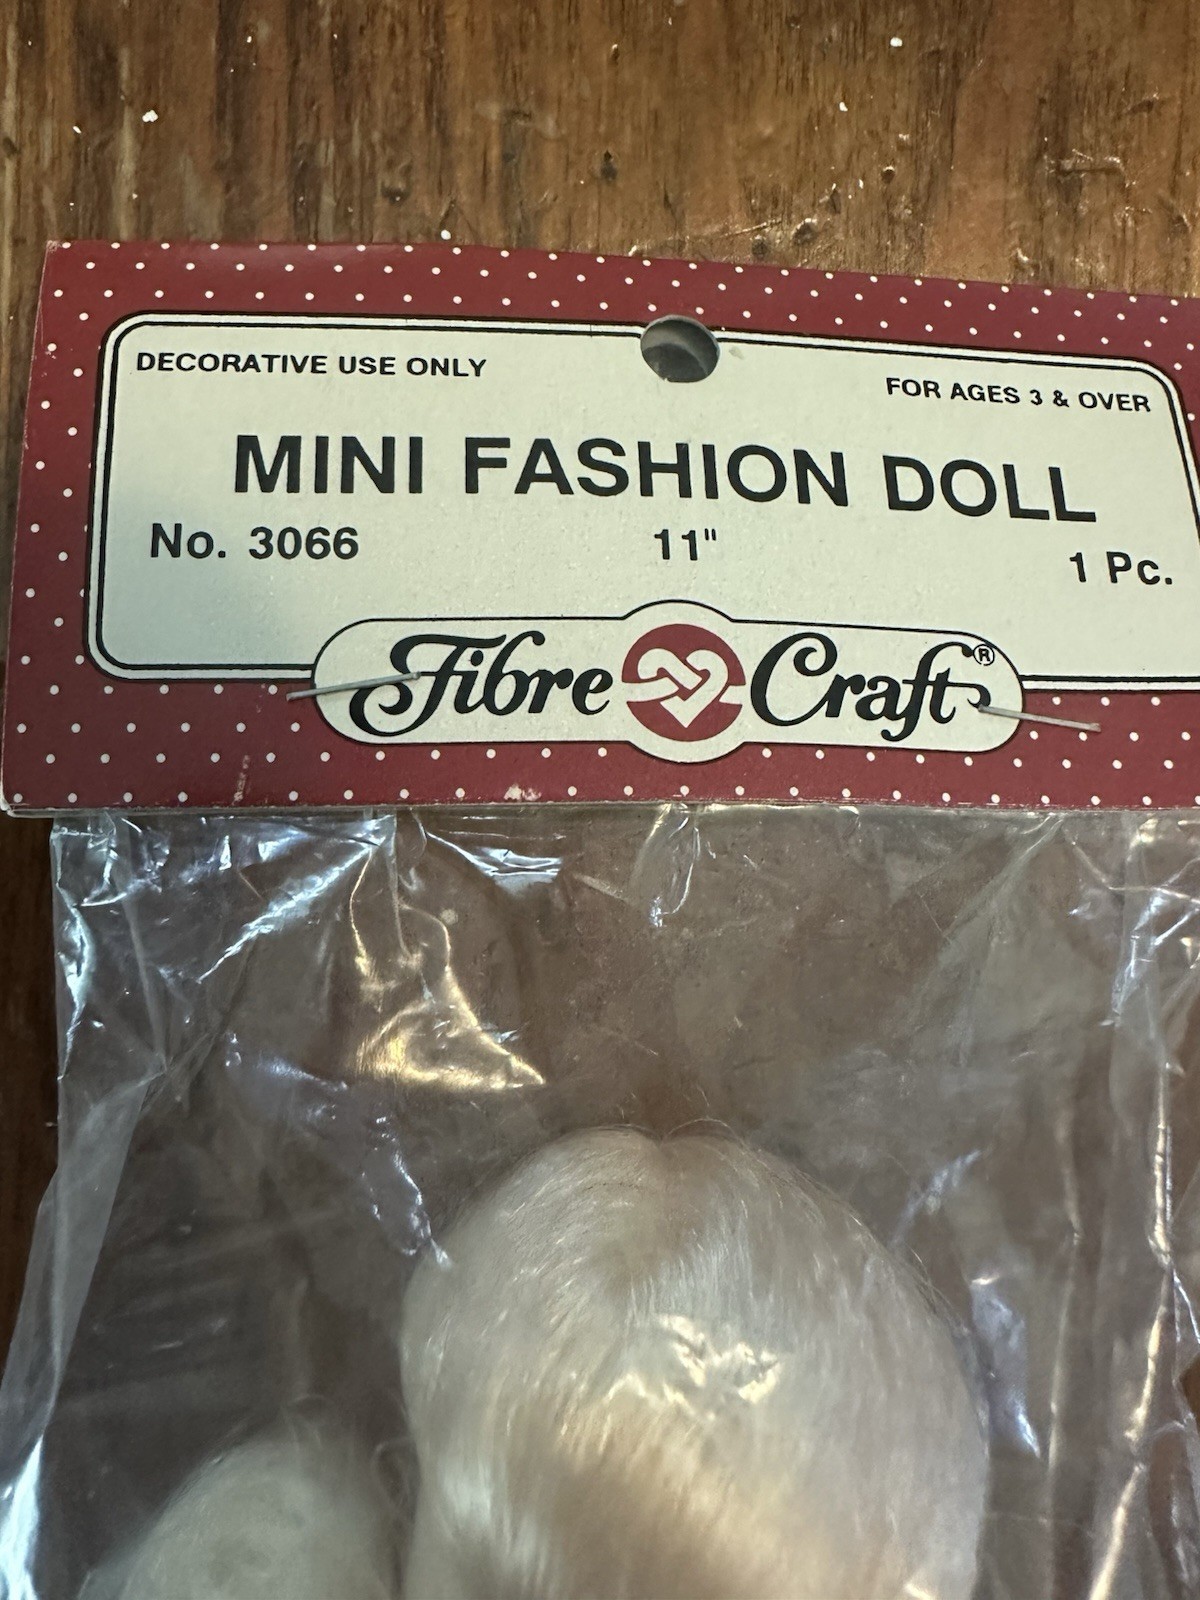 DECORATIVE USE ONLY
FOR AGES 3 & OVER
MINI FASHION DOLL
No. 3066 11" 1 Pc.
Fibre Craft®